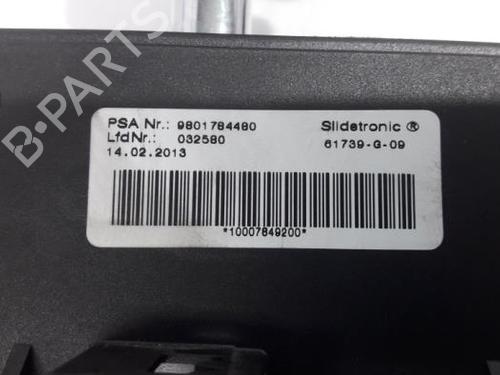 PSA Nr.: 9801784480 Slidetronic ®
LfdNr.: 032580 61739-G-09
14.02.2013
*10007849200*
B-PARTS